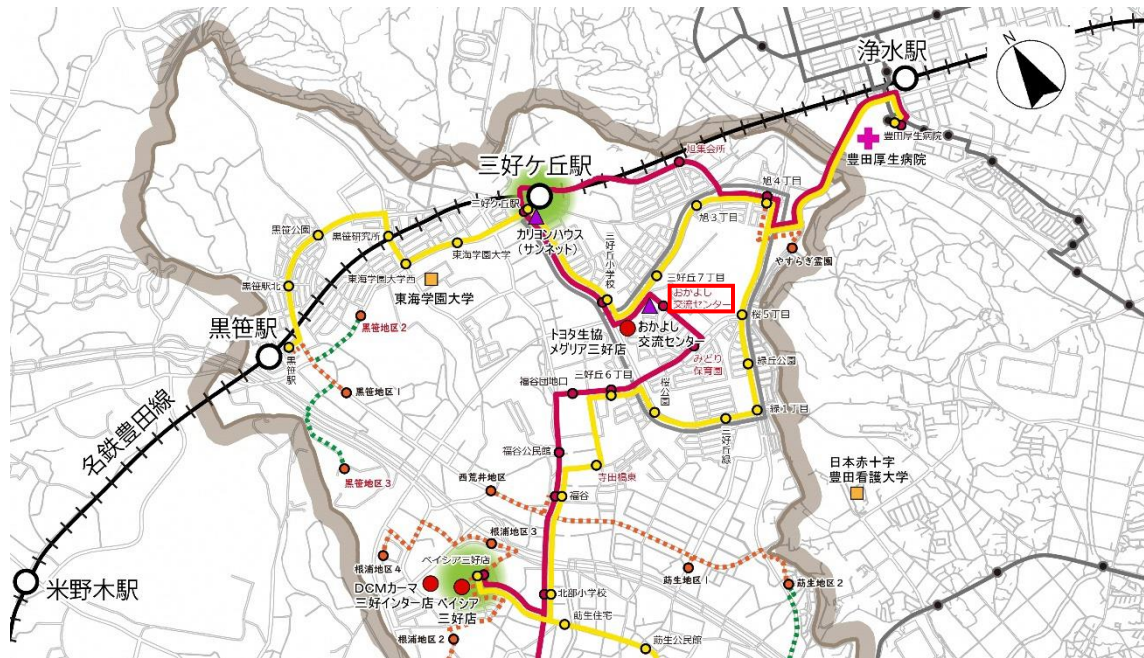 浄水駅
N
豊田厚生病院
豊田厚生病院
旭集会所
三好ケ丘駅
三好ケ丘駅
カリヨンハウス
(サンネット)
旭4丁目
旭3丁目
やすらぎ霊園
黒笹公園
黒笹研究所
東海学園大学
東海学園大学西
東海学園大学
三好丘小学校
三好丘7丁目
おかよし
交流センター
黒笹駅北
黒笹地区2
黒笹駅
黒笹駅
トヨタ生協
メグリア三好店
おかよし
交流センター
桜5丁目
みどり
保育園
緑丘公園
三好丘6丁目
福谷団地口
桜公園
緑1丁目
三好丘緑
黒笹地区1
名鉄豊田線
福谷公民館
寺田橋東
日本赤十字
豊田看護大学
黒笹地区3
西荒井地区
福谷
根浦地区3
ベイシア三好店
根浦地区4
DCMカーマ
三好インター店
ベイシア
三好店
莇生地区1
莇生地区2
米野木駅
北部小学校
莇生住宅
根浦地区2
莇生公民館